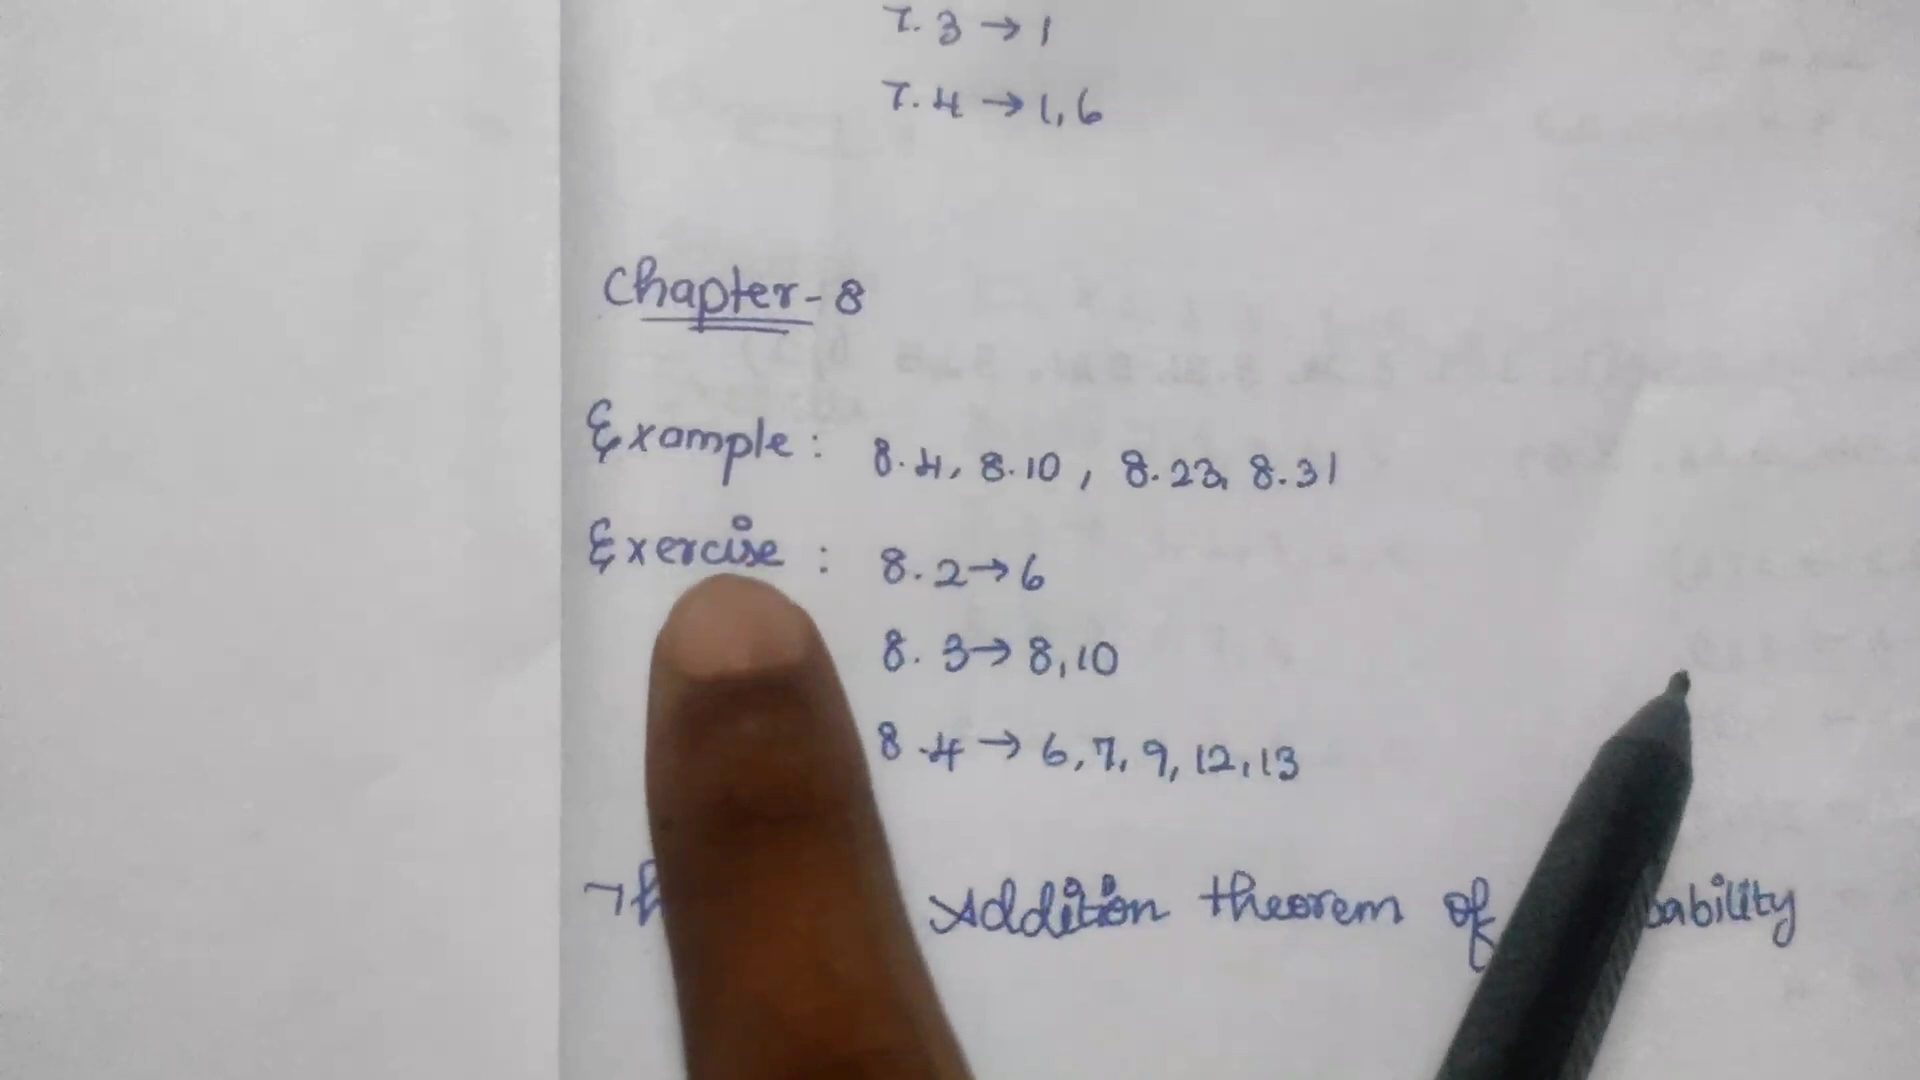 7.3 → 1
7.4 → 1,6
Chapter-8
Example: 8.4, 8.10, 8.23, 8.31
Exercise: 8.2→6
8.3→8,10
8.4→6,7,9,12,13
Addition theorem of